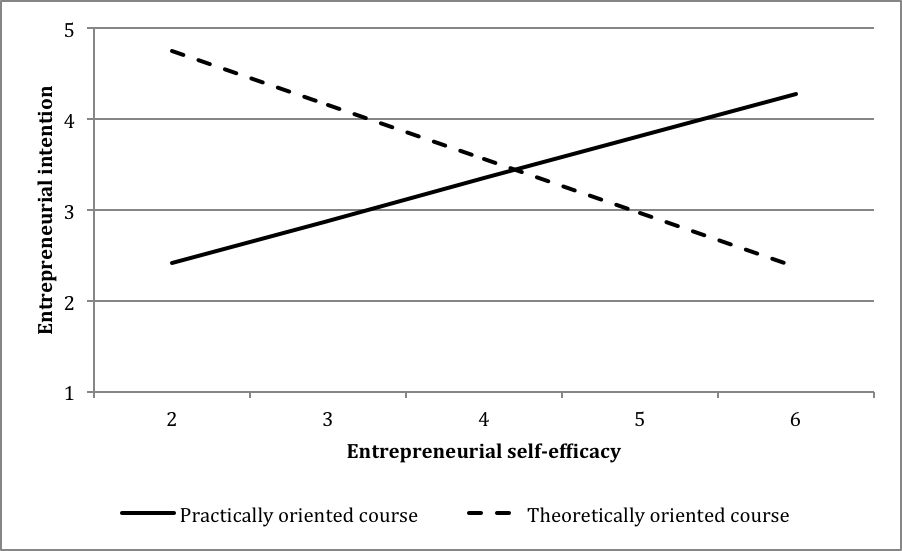 5
4
3
2
1
Entrepreneurial intention
2 3 4 5 6
Entrepreneurial self-efficacy
Practically oriented course Theoretically oriented course